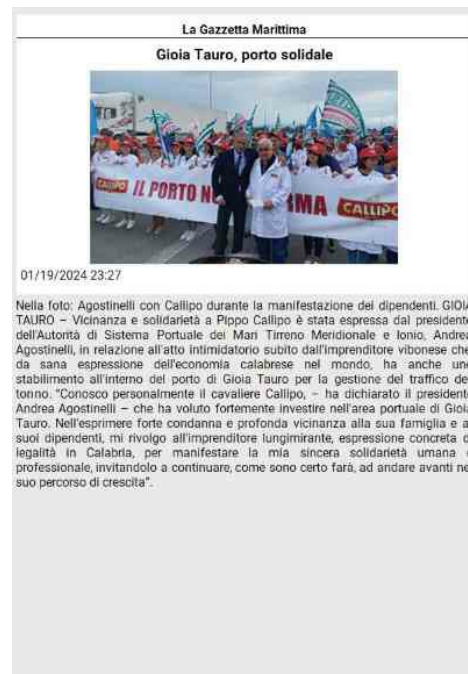 La Gazzetta Marittima
Gioia Tauro, porto solidale
CALLIPO IL PORTO N RMA CALLIPO
01/19/2024 23:27
Nella foto: Agostinelli con Callipo durante la manifestazione dei dipendenti. GIOIA
TAURO – Vicinanza e solidarietà a Pippo Callipo è stata espressa dal presidente
dell'Autorità di Sistema Portuale dei Mari Tirreno Meridionale e Ionio, Andrea
Agostinelli, in relazione all'atto intimidatorio subito dall'imprenditore vibonese che
da sana espressione dell'economia calabrese nel mondo, ha anche uno
stabilimento all'interno del porto di Gioia Tauro per la gestione del traffico del
tonno. "Conosco personalmente il cavaliere Callipo, – ha dichiarato il presidente
Andrea Agostinelli – che ha voluto fortemente investire nell'area portuale di Gioia
Tauro. Nell'esprimere forte condanna e profonda vicinanza alla sua famiglia e ai
suoi dipendenti, mi rivolgo all'imprenditore lungimirante, espressione concreta di
legalità in Calabria, per manifestare la mia sincera solidarietà umana e
professionale, invitandolo a continuare, come sono certo farà, ad andare avanti nel
suo percorso di crescita".